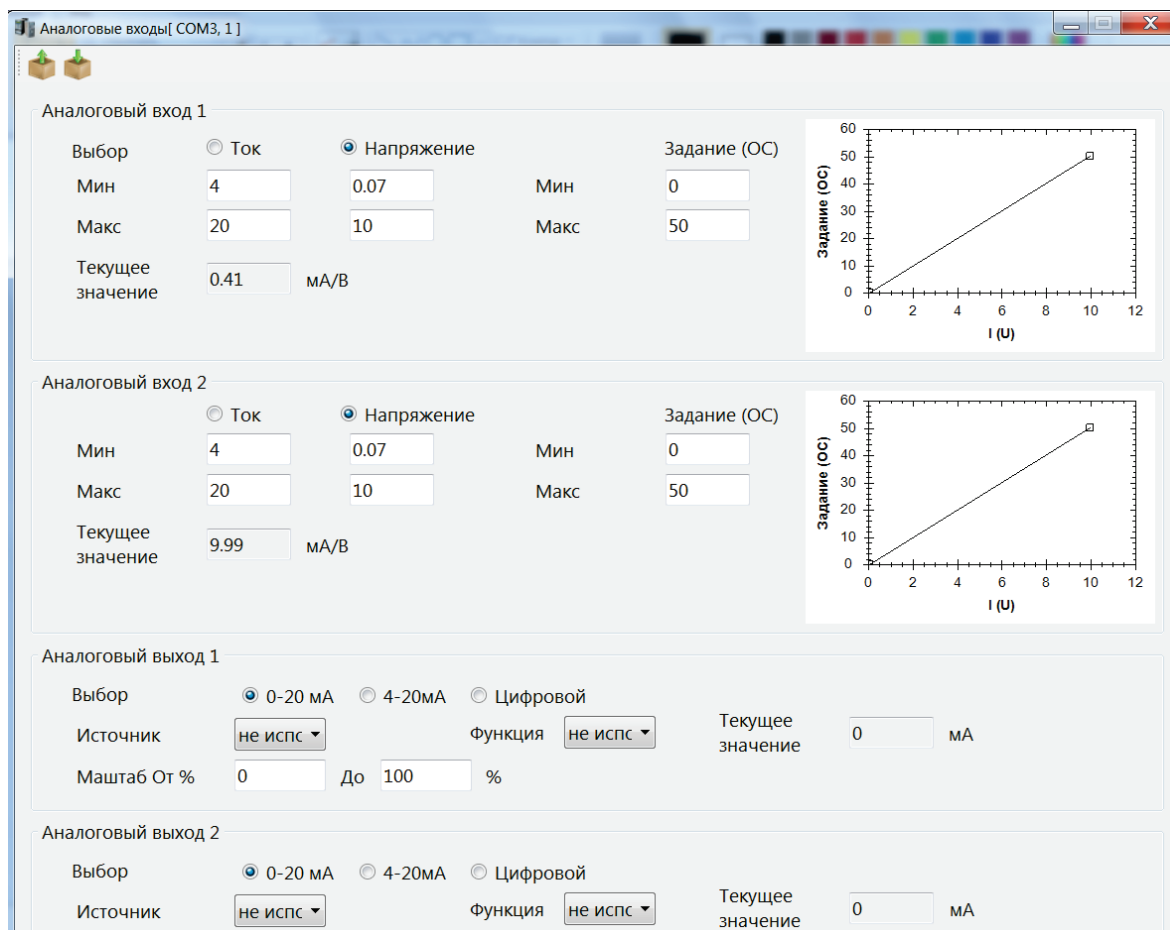 Аналоговые входы[ COM3, 1 ]
Аналоговый вход 1
Выбор Ток Напряжение Задание (ОС)
Мин 4 0.07 Мин 0
Макс 20 10 Макс 50
Текущее
значение 0.41 мА/В
60
50
40
30
20
10
0
Задание (ОС)
0 2 4 6 8 10 12
I (U)
Аналоговый вход 2
Ток Напряжение Задание (ОС)
Мин 4 0.07 Мин 0
Макс 20 10 Макс 50
Текущее
значение 9.99 мА/В
60
50
40
30
20
10
0
Задание (ОС)
0 2 4 6 8 10 12
I (U)
Аналоговый выход 1
Выбор 0-20 мА 4-20мА Цифровой
Источник не испс Функция не испс Текущее
значение 0 мА
Маштаб От % 0 До 100 %
Аналоговый выход 2
Выбор 0-20 мА 4-20мА Цифровой
Источник не испс Функция не испс Текущее
значение 0 мА